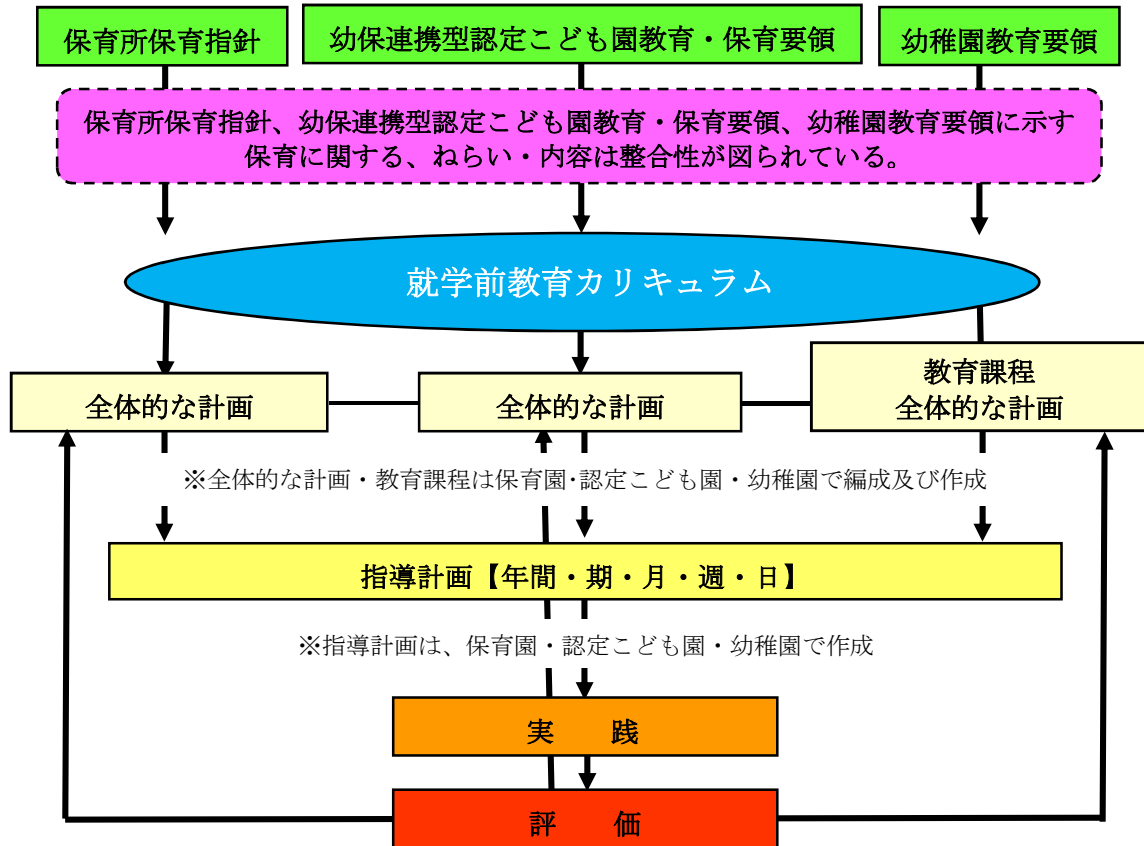 保育所保育指針
幼保連携型認定こども園教育・保育要領
幼稚園教育要領
保育所保育指針、幼保連携型認定こども園教育・保育要領、幼稚園教育要領に示す
保育に関する、ねらい・内容は整合性が図られている。
就学前教育カリキュラム
全体的な計画
全体的な計画
教育課程
全体的な計画
※全体的な計画・教育課程は保育園・認定こども園・幼稚園で編成及び作成
指導計画【年間・期・月・週・日】
※指導計画は、保育園・認定こども園・幼稚園で作成
実　践
評　価